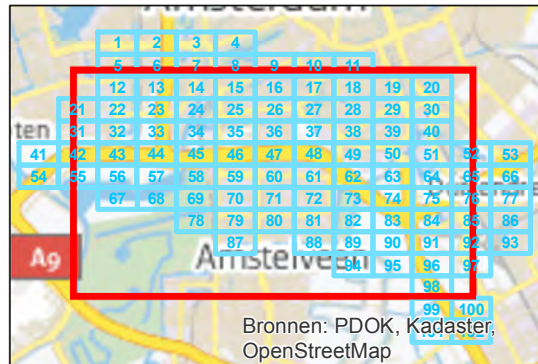 Amsterdam
1 2 3 4
5 6 7 8 9 10 11
12 13 14 15 16 17 18 19 20
21 22 23 24 25 26 27 28 29 30
ten 31 32 33 34 35 36 37 38 39 40
41 42 43 44 45 46 47 48 49 50 51 52 53
54 55 56 57 58 59 60 61 62 63 64 65 66
67 68 69 70 71 72 73 74 75 76 77
78 79 80 81 82 83 84 85 86
87 88 89 90 91 92 93
A9 Amstelveen
94 95 96 97
98
99 100
101 102
Bronnen: PDOK, Kadaster,
OpenStreetMap